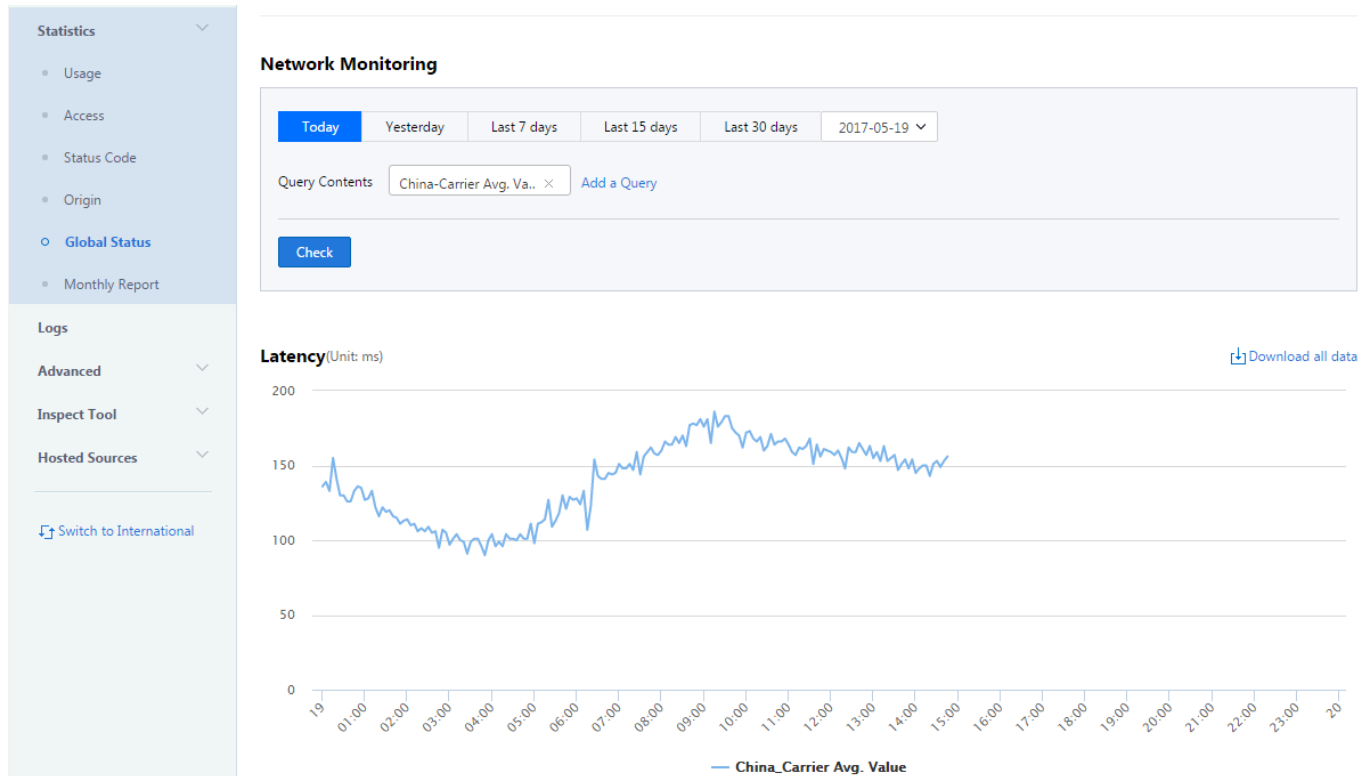 Statistics
Usage
Access
Status Code
Origin
Global Status
Monthly Report
Logs
Advanced
Inspect Tool
Hosted Sources
Switch to International
Network Monitoring
Today Yesterday Last 7 days Last 15 days Last 30 days 2017-05-19
Query Contents China-Carrier Avg. Va.. × Add a Query
Check
Latency(Unit: ms) Download all data
200
150
100
50
0
19 01:00 02:00 03:00 04:00 05:00 06:00 07:00 08:00 09:00 10:00 11:00 12:00 13:00 14:00 15:00 16:00 17:00 18:00 19:00 20:00 21:00 22:00 23:00 20
China_Carrier Avg. Value